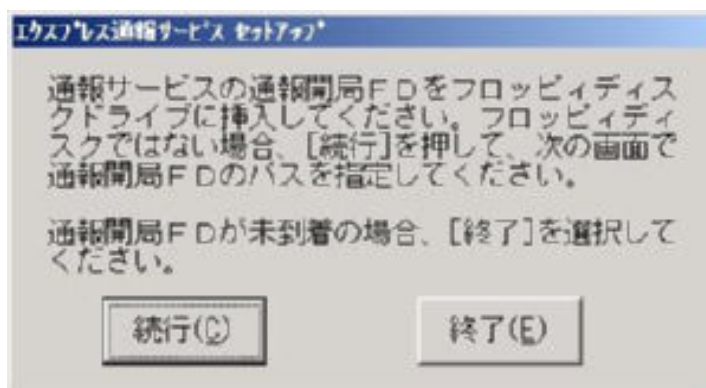 エクスプレス通報サービス セットアップ
通報サービスの通報開局FDをフロッピィディス
クドライブに挿入してください。フロッピィディ
スクではない場合、[続行]を押して、次の画面で
通報開局FDのパスを指定してください。
通報開局FDが未到着の場合、[終了]を選択して
ください。
続行(C) 終了(E)